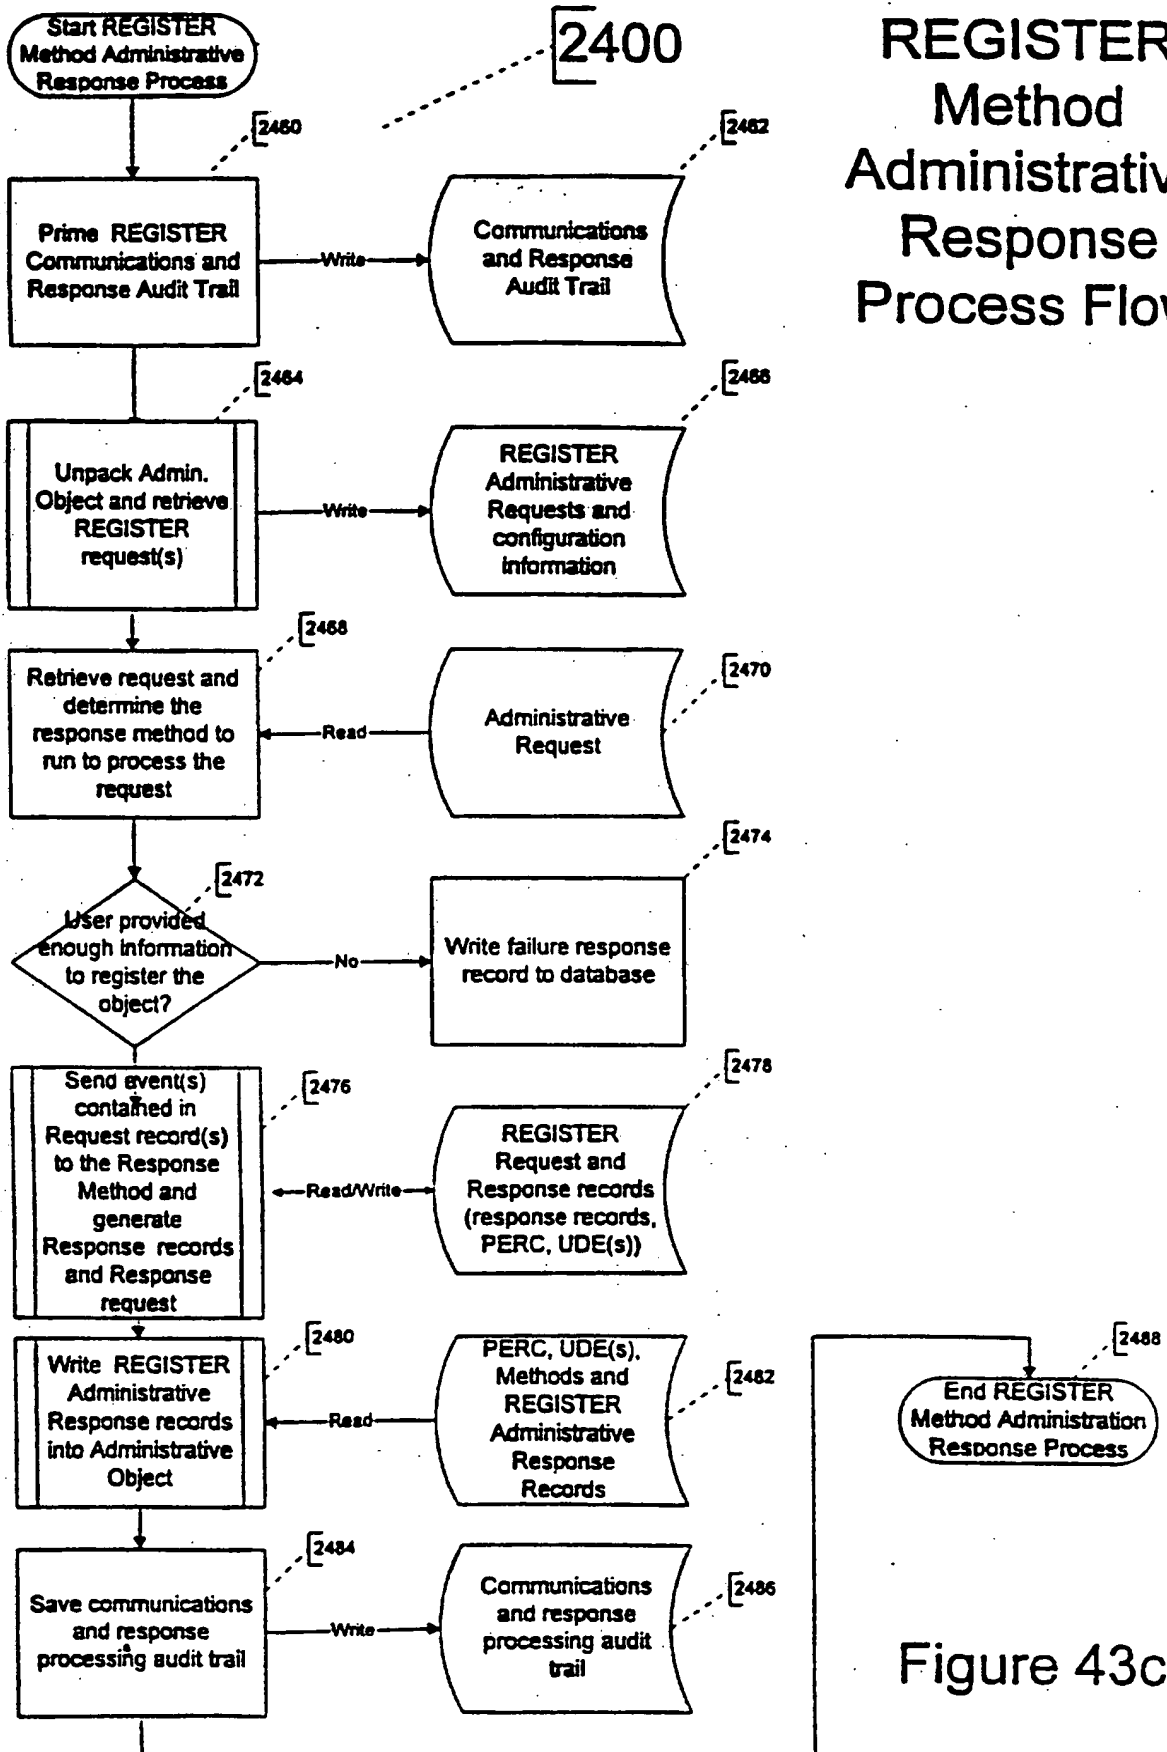 Start REGISTER
Method Administrative
Response Process
2400
REGISTER
Method
Administrativ
Response
Process Flow
2460
Prime REGISTER
Communications and
Response Audit Trail
Write
2462
Communications
and Response
Audit Trail
2464
Unpack Admin.
Object and retrieve
REGISTER
request(s)
Write
2466
REGISTER
Administrative
Requests and
configuration
information
2468
Retrieve request and
determine the
response method to
run to process the
request
Read
2470
Administrative
Request
2472
User provided
enough information
to register the
object?
No
2474
Write failure response
record to database
2476
Send event(s)
contained in
Request record(s)
to the Response
Method and
generate
Response records
and Response
request
Read/Write
2478
REGISTER
Request and
Response records
(response records,
PERC, UDE(s))
2480
Write REGISTER
Administrative
Response records
into Administrative
Object
Read
2482
PERC, UDE(s),
Methods and
REGISTER
Administrative
Response
Records
2484
Save communications
and response
processing audit trail
Write
2486
Communications
and response
processing audit
trail
2488
End REGISTER
Method Administration
Response Process
Figure 43c